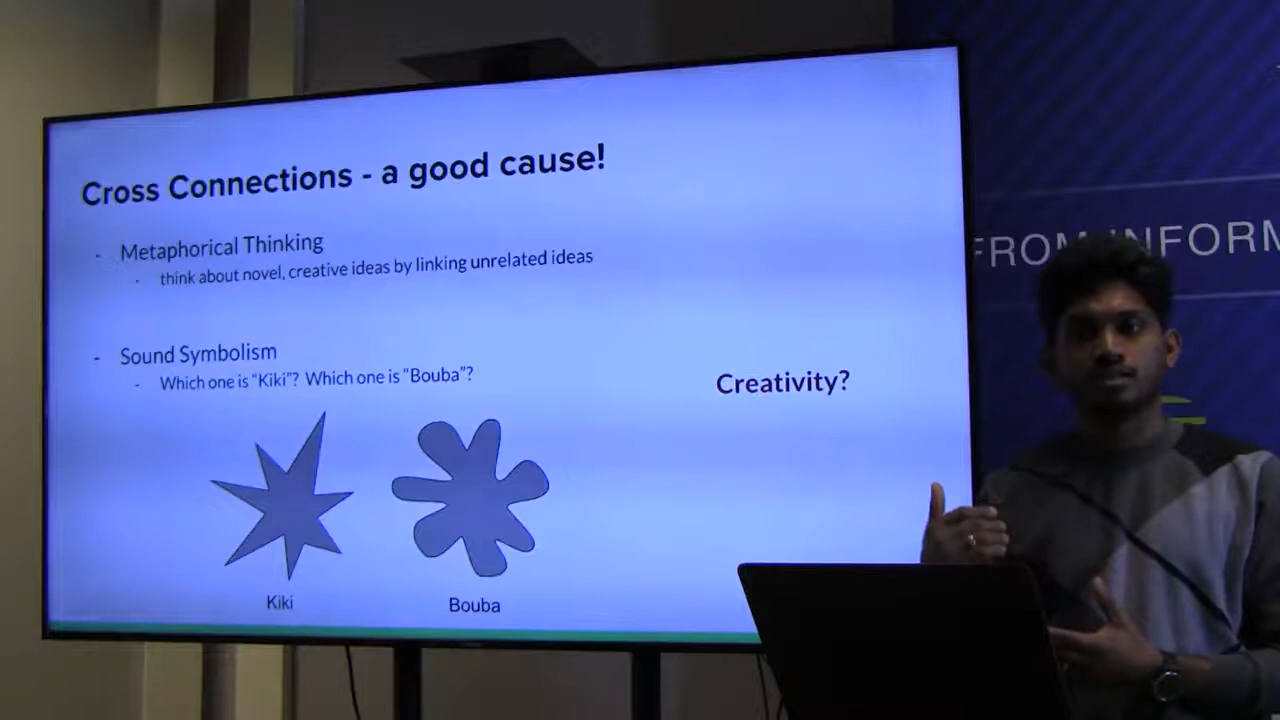 Cross Connections - a good cause!
- Metaphorical Thinking
- think about novel, creative ideas by linking unrelated ideas
- Sound Symbolism
- Which one is “Kiki”? Which one is “Bouba”?
Creativity?
Kiki
Bouba
FROM INFORM